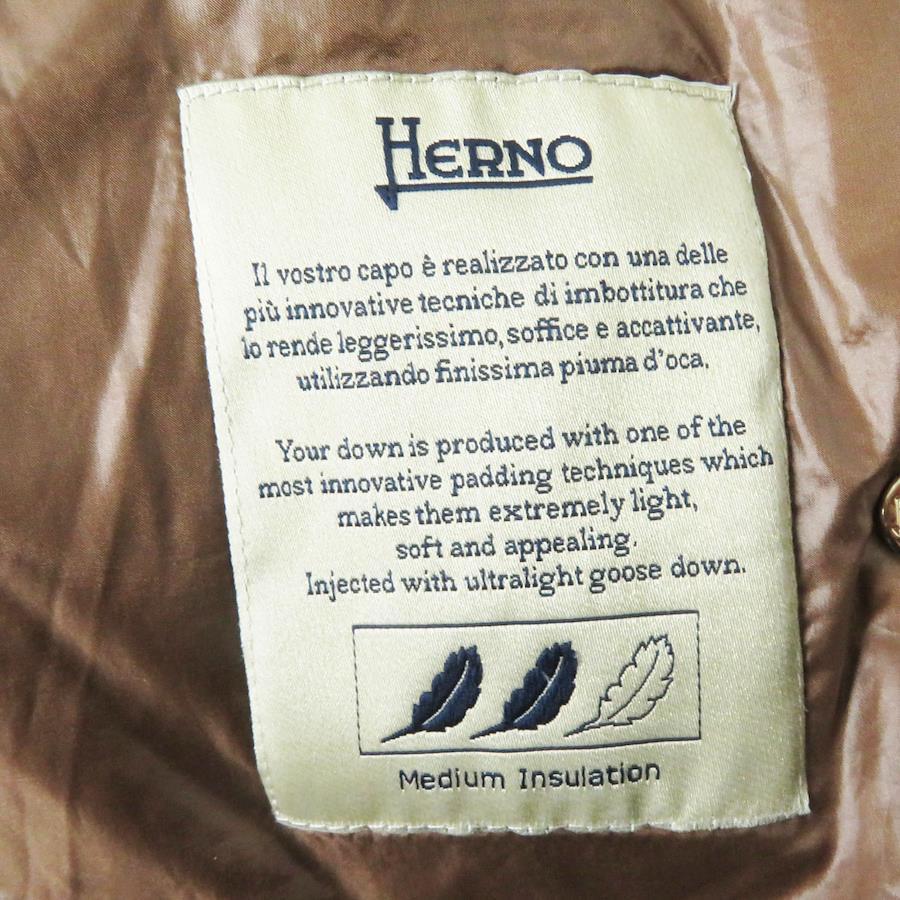 HERNO
Il vostro capo è realizzato con una delle
più innovative tecniche di imbottitura che
lo rende leggerissimo, soffice e accattivante,
utilizzando finissima piuma d'oca.
Your down is produced with one of the
most innovative padding techniques which
makes them extremely light,
soft and appealing.
Injected with ultralight goose down.
Medium Insulation